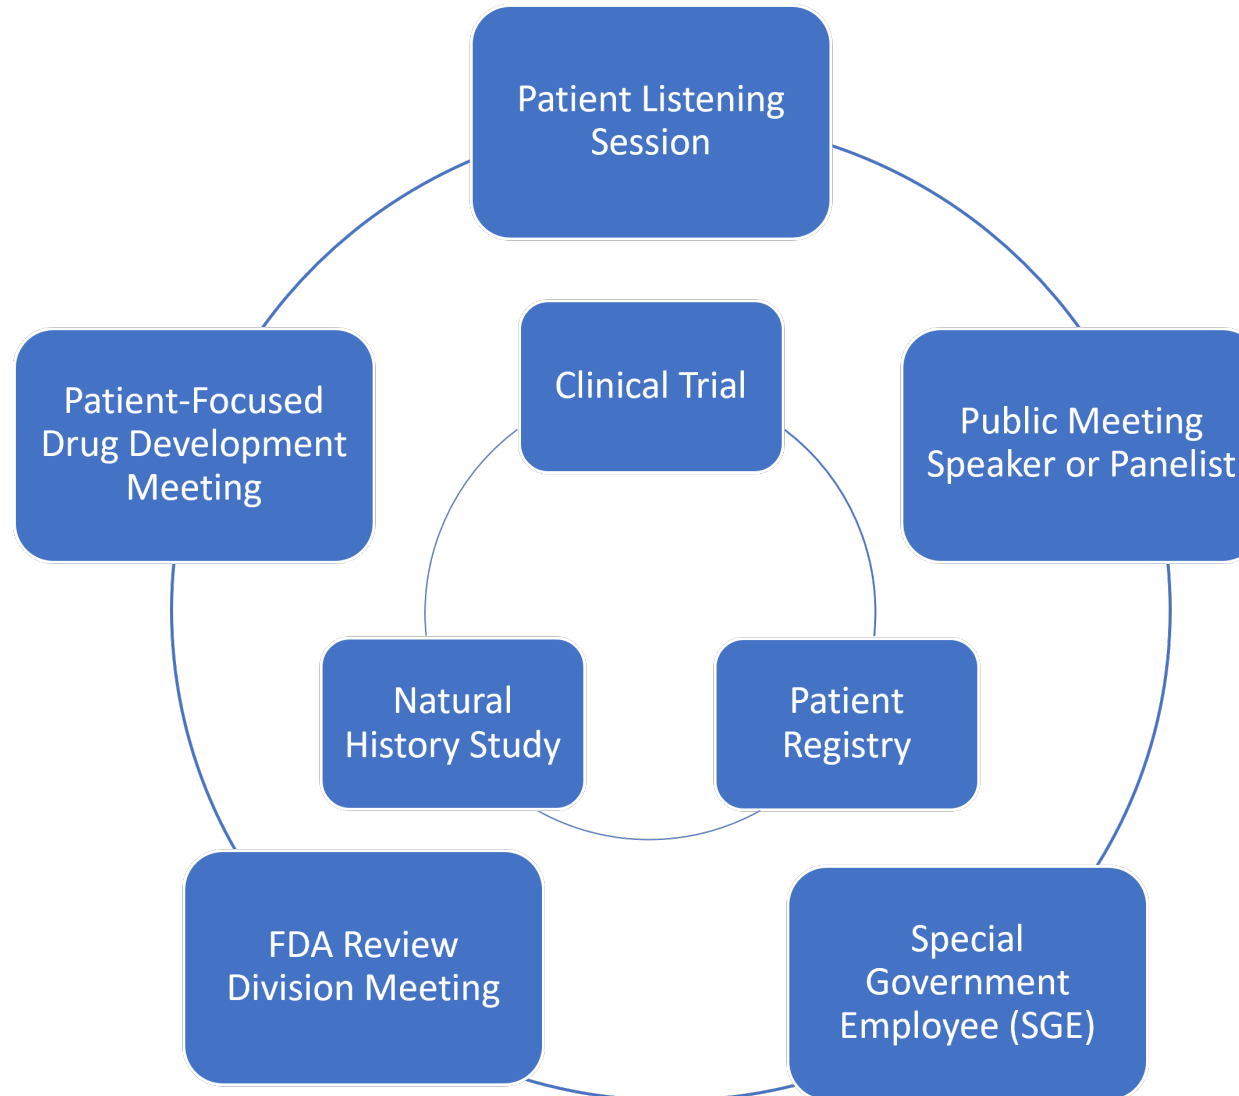 Patient Listening
Session
Clinical Trial
Patient-Focused
Drug Development
Meeting
Public Meeting
Speaker or Panelist
Natural
History Study
Patient
Registry
FDA Review
Division Meeting
Special
Government
Employee (SGE)